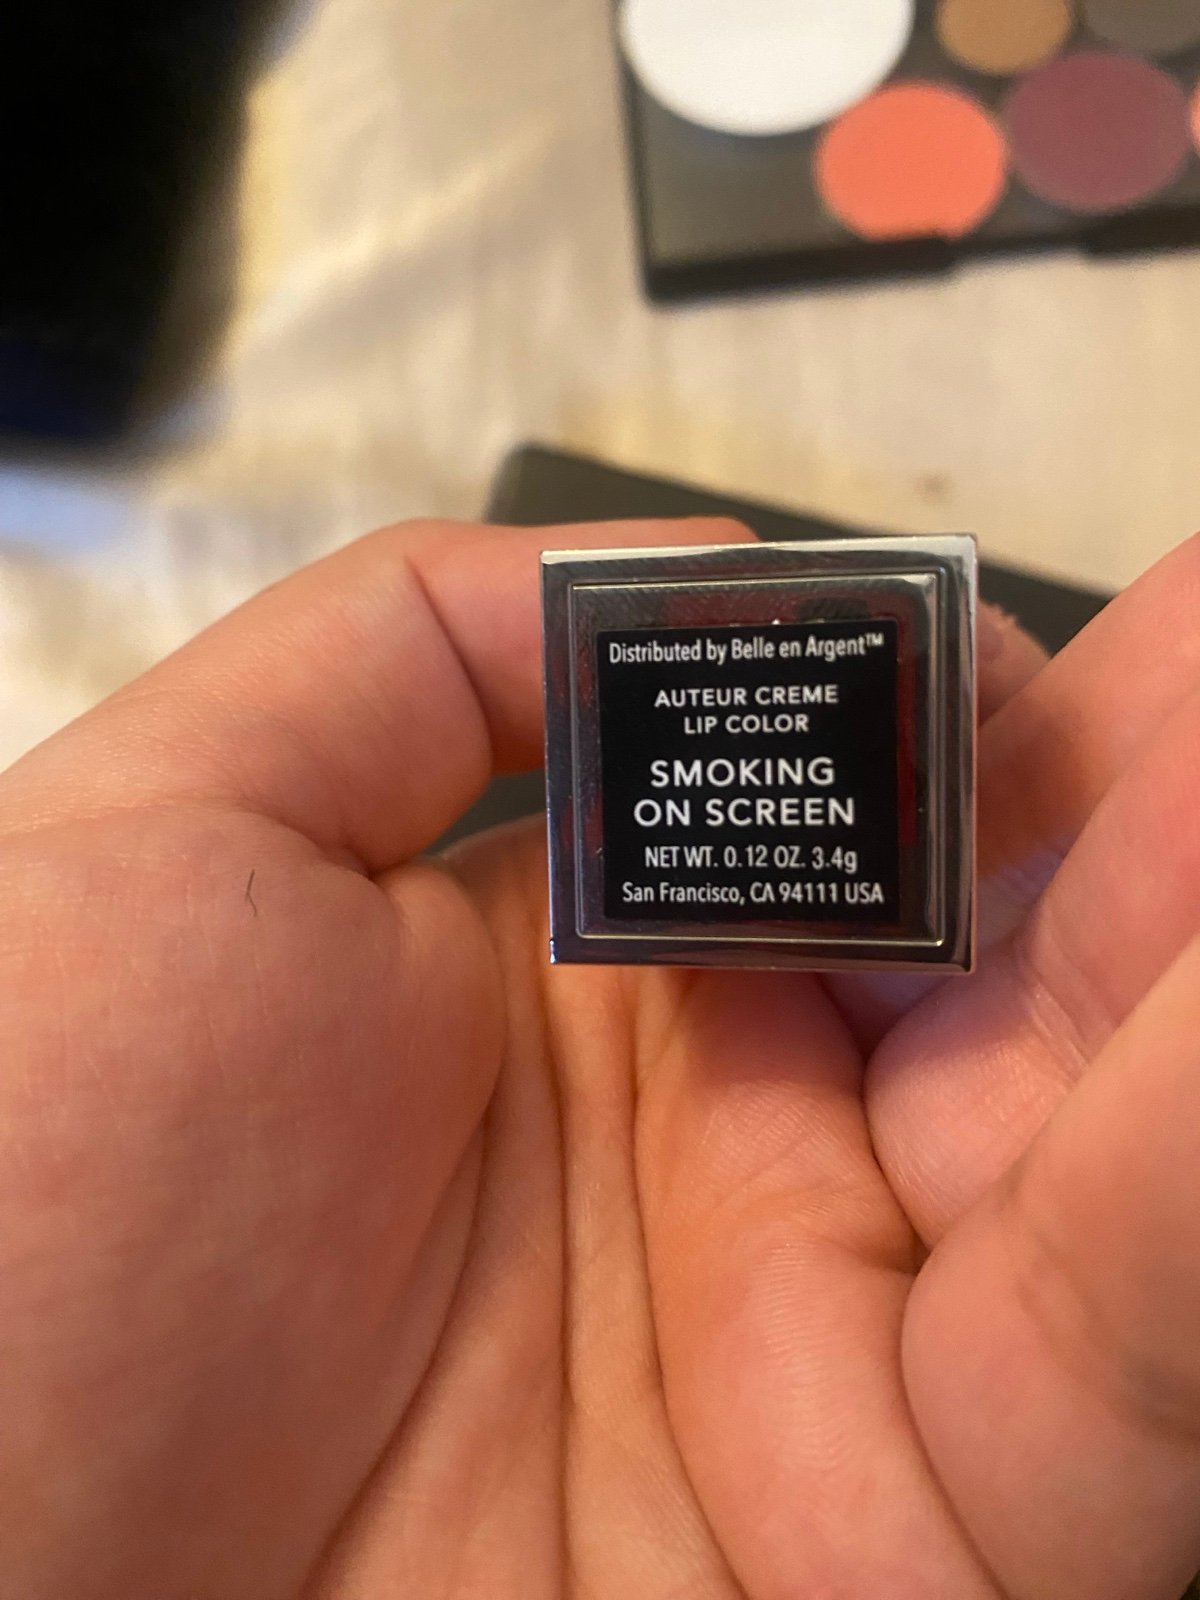 Distributed by Belle en Argent™
AUTEUR CREME
LIP COLOR
SMOKING
ON SCREEN
NET WT. 0.12 OZ. 3.4g
San Francisco, CA 94111 USA